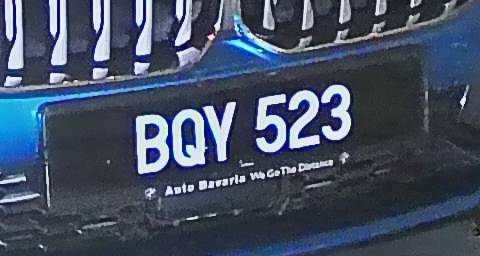 BQY 523
Auto Bavaria We Go The Distance